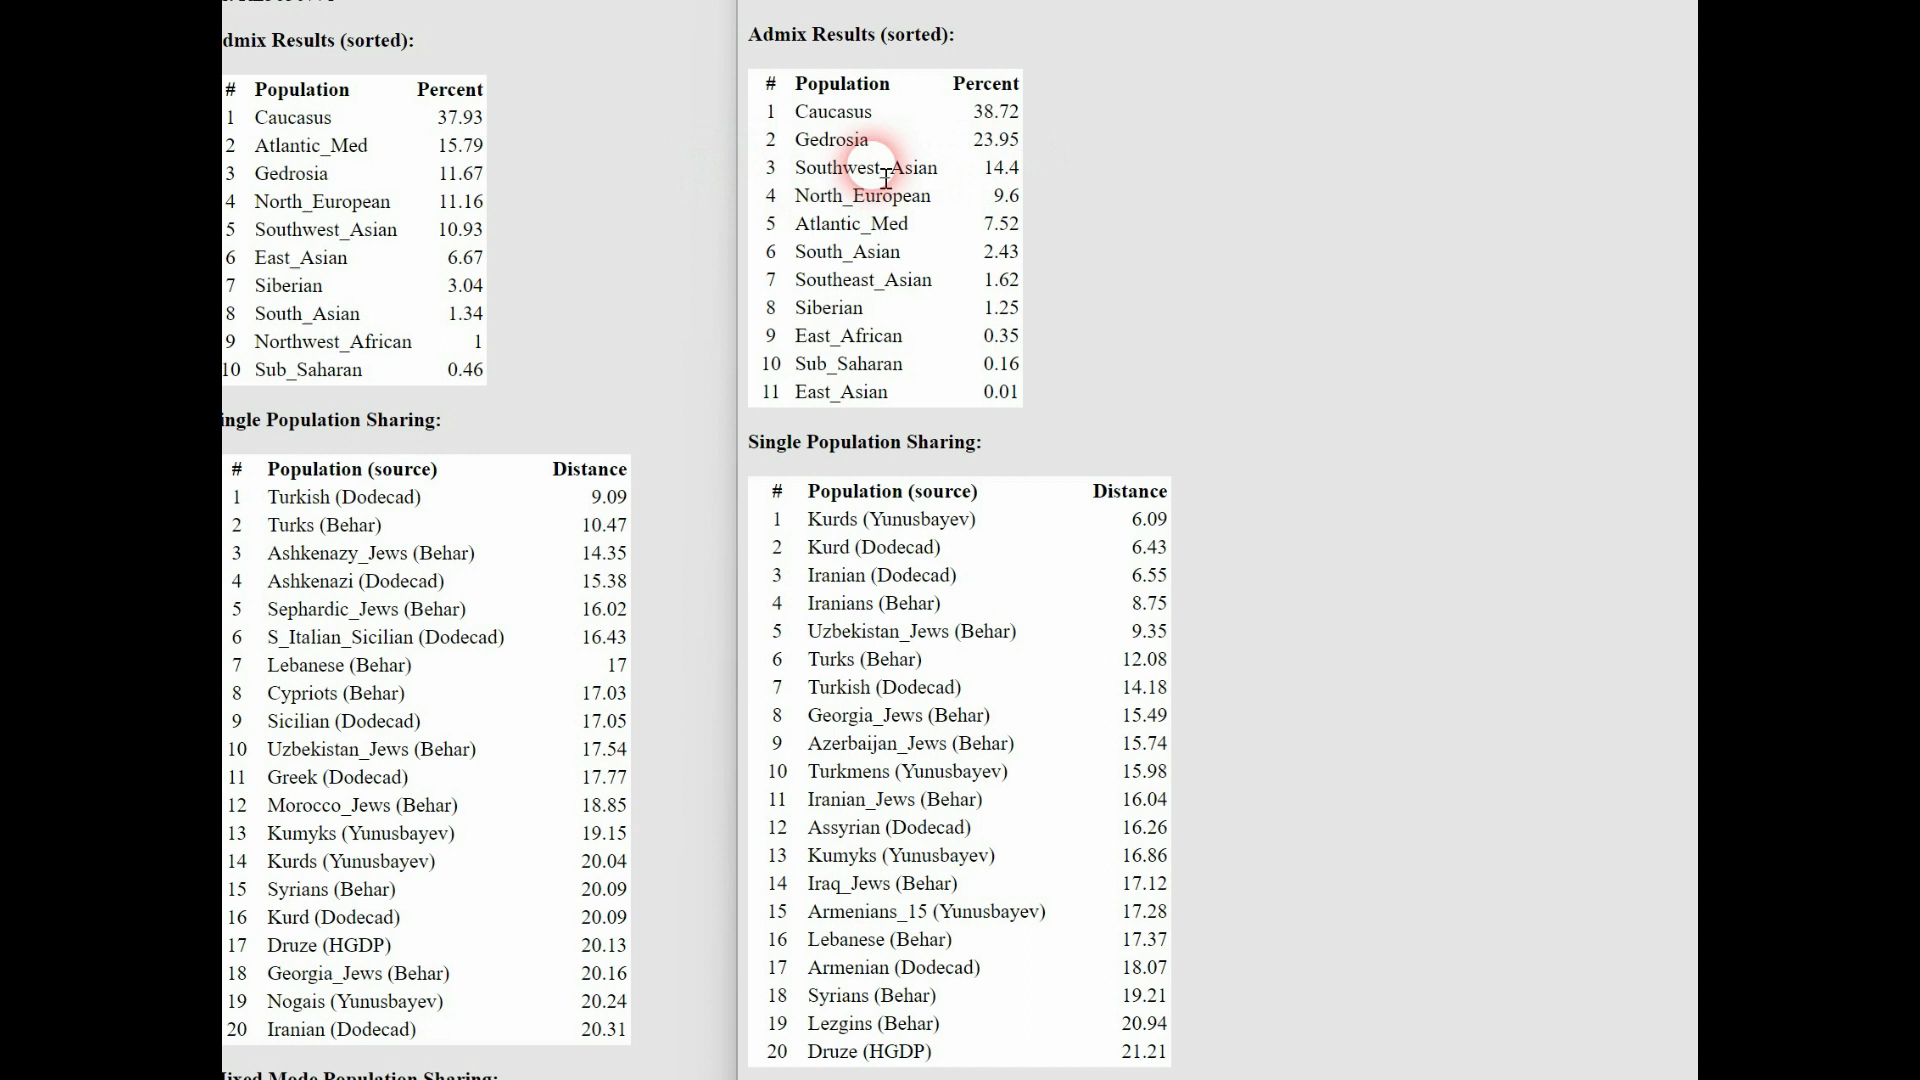 dmix Results (sorted):
# Population Percent
1 Caucasus 37.93
2 Atlantic_Med 15.79
3 Gedrosia 11.67
4 North_European 11.16
5 Southwest_Asian 10.93
6 East_Asian 6.67
7 Siberian 3.04
8 South_Asian 1.34
9 Northwest_African 1
10 Sub_Saharan 0.46
ingle Population Sharing:
# Population (source) Distance
1 Turkish (Dodecad) 9.09
2 Turks (Behar) 10.47
3 Ashkenazy_Jews (Behar) 14.35
4 Ashkenazi (Dodecad) 15.38
5 Sephardic_Jews (Behar) 16.02
6 S_Italian_Sicilian (Dodecad) 16.43
7 Lebanese (Behar) 17
8 Cypriots (Behar) 17.03
9 Sicilian (Dodecad) 17.05
10 Uzbekistan_Jews (Behar) 17.54
11 Greek (Dodecad) 17.77
12 Morocco_Jews (Behar) 18.85
13 Kumyks (Yunusbayev) 19.15
14 Kurds (Yunusbayev) 20.04
15 Syrians (Behar) 20.09
16 Kurd (Dodecad) 20.09
17 Druze (HGDP) 20.13
18 Georgia_Jews (Behar) 20.16
19 Nogais (Yunusbayev) 20.24
20 Iranian (Dodecad) 20.31
Mixed Mode Population Sharing:
Admix Results (sorted):
# Population Percent
1 Caucasus 38.72
2 Gedrosia 23.95
3 Southwest_Asian 14.4
4 North_European 9.6
5 Atlantic_Med 7.52
6 South_Asian 2.43
7 Southeast_Asian 1.62
8 Siberian 1.25
9 East_African 0.35
10 Sub_Saharan 0.16
11 East_Asian 0.01
Single Population Sharing:
# Population (source) Distance
1 Kurds (Yunusbayev) 6.09
2 Kurd (Dodecad) 6.43
3 Iranian (Dodecad) 6.55
4 Iranians (Behar) 8.75
5 Uzbekistan_Jews (Behar) 9.35
6 Turks (Behar) 12.08
7 Turkish (Dodecad) 14.18
8 Georgia_Jews (Behar) 15.49
9 Azerbaijan_Jews (Behar) 15.74
10 Turkmens (Yunusbayev) 15.98
11 Iranian_Jews (Behar) 16.04
12 Assyrian (Dodecad) 16.26
13 Kumyks (Yunusbayev) 16.86
14 Iraq_Jews (Behar) 17.12
15 Armenians_15 (Yunusbayev) 17.28
16 Lebanese (Behar) 17.37
17 Armenian (Dodecad) 18.07
18 Syrians (Behar) 19.21
19 Lezgins (Behar) 20.94
20 Druze (HGDP) 21.21